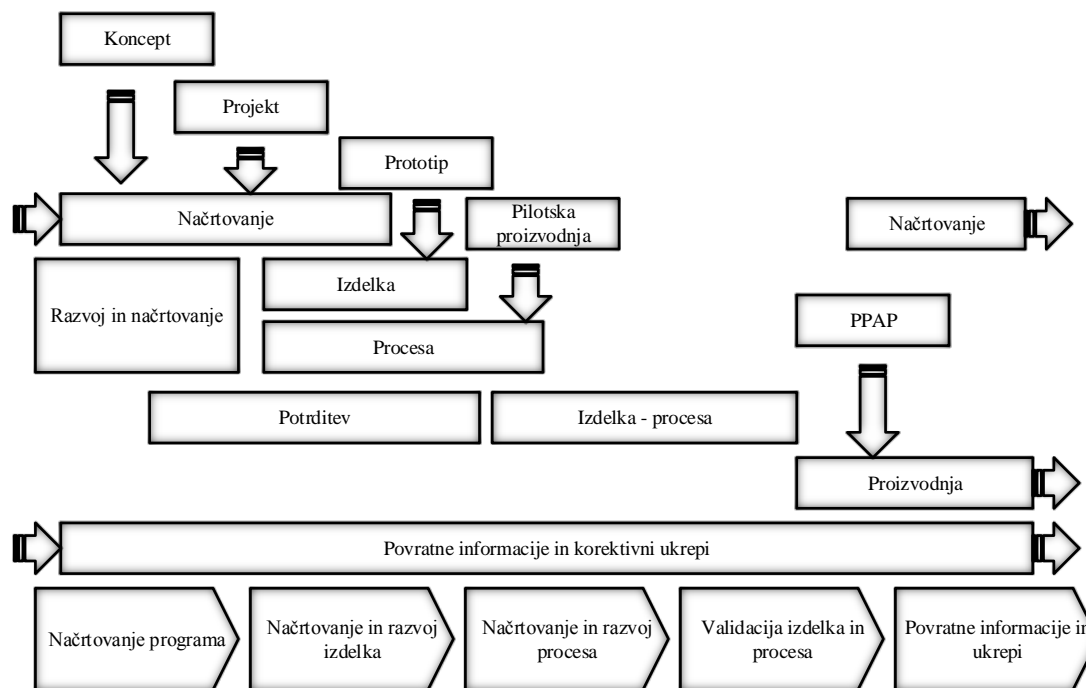 Koncept
Projekt
Prototip
Načrtovanje
Pilotska
proizvodnja
Načrtovanje
Razvoj in načrtovanje
Izdelka
Procesa
PPAP
Potrditev
Izdelka - procesa
Proizvodnja
Povratne informacije in korektivni ukrepi
Načrtovanje programa
Načrtovanje in razvoj
izdelka
Načrtovanje in razvoj
procesa
Validacija izdelka in
procesa
Povratne informacije in
ukrepi